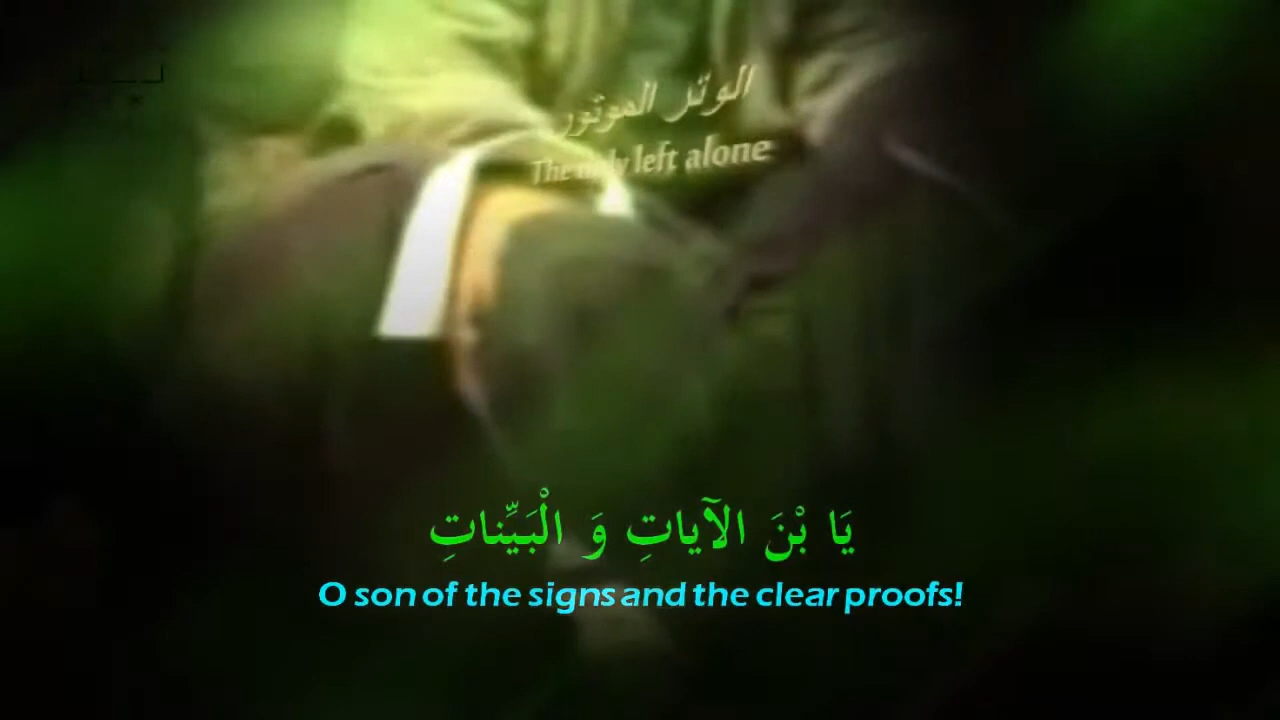 الوتر الموتور
The only left alone
يَا بْنَ الآياتِ وَ الْبَيِّناتِ
O son of the signs and the clear proofs!